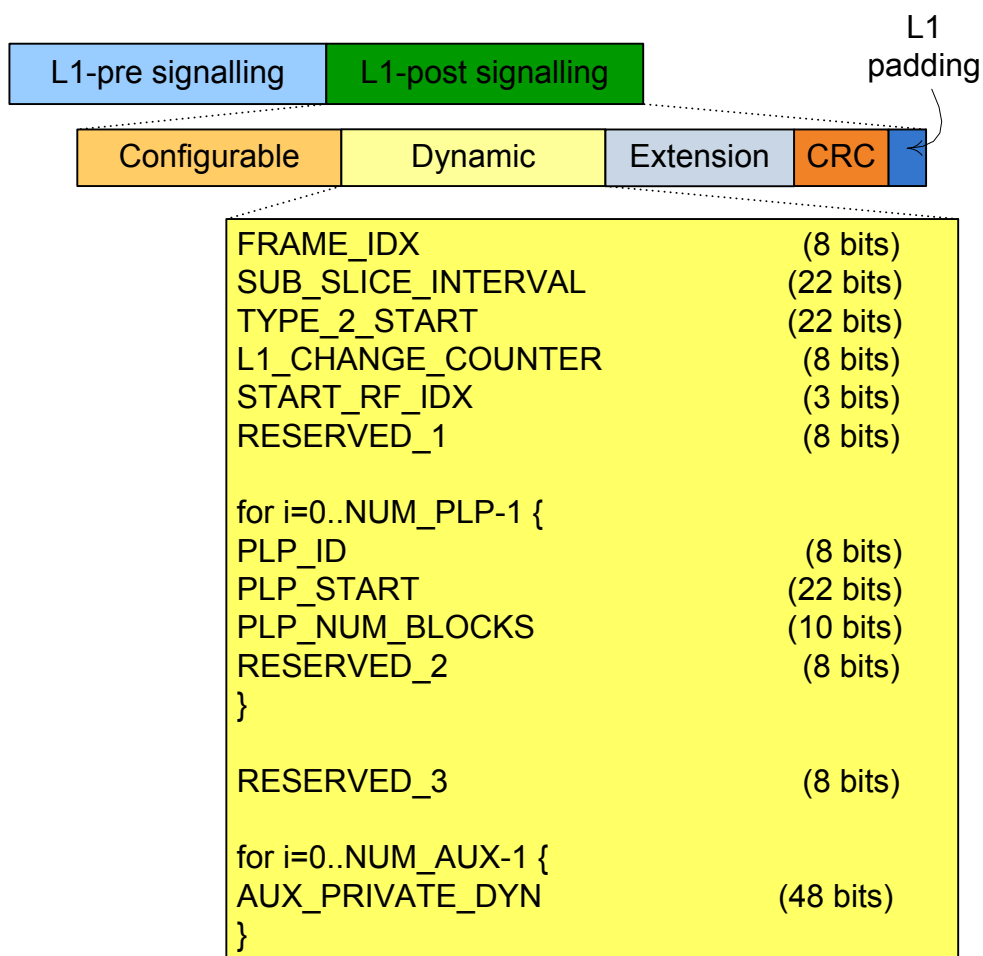 L1
padding
L1-pre signalling L1-post signalling
Configurable Dynamic Extension CRC
FRAME_IDX (8 bits)
SUB_SLICE_INTERVAL (22 bits)
TYPE_2_START (22 bits)
L1_CHANGE_COUNTER (8 bits)
START_RF_IDX (3 bits)
RESERVED_1 (8 bits)
for i=0..NUM_PLP-1 {
PLP_ID (8 bits)
PLP_START (22 bits)
PLP_NUM_BLOCKS (10 bits)
RESERVED_2 (8 bits)
}
RESERVED_3 (8 bits)
for i=0..NUM_AUX-1 {
AUX_PRIVATE_DYN (48 bits)
}